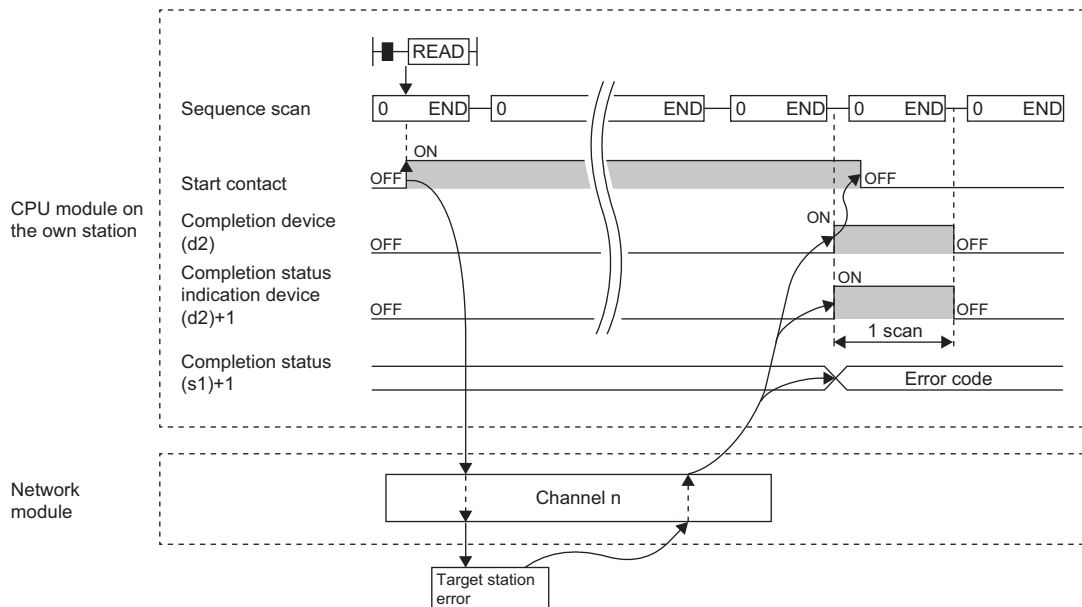 READ
Sequence scan
0 END 0 END 0 END 0 END 0 END
ON
Start contact
OFF
OFF
CPU module on
the own station
Completion device
(d2)
ON
OFF
OFF
Completion status
indication device
(d2)+1
ON
OFF
OFF
1 scan
Completion status
(s1)+1
Error code
Network
module
Channel n
Target station
error